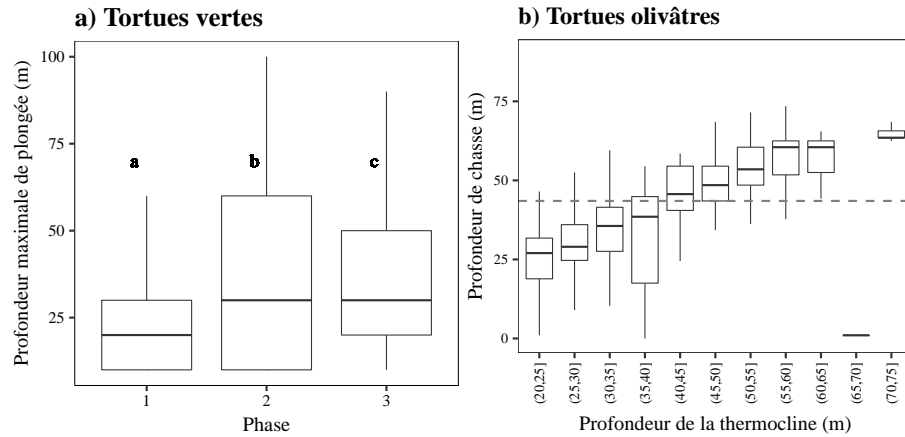 a) Tortues vertes
Profondeur maximale de plongée (m)
100
75
50
25
a
b
c
1
2
3
Phase
b) Tortues olivâtres
Profondeur de chasse (m)
75
50
25
0
(20,25]
(25,30]
(30,35]
(35,40]
(40,45]
(45,50]
(50,55]
(55,60]
(60,65]
(65,70]
(70,75]
Profondeur de la thermocline (m)